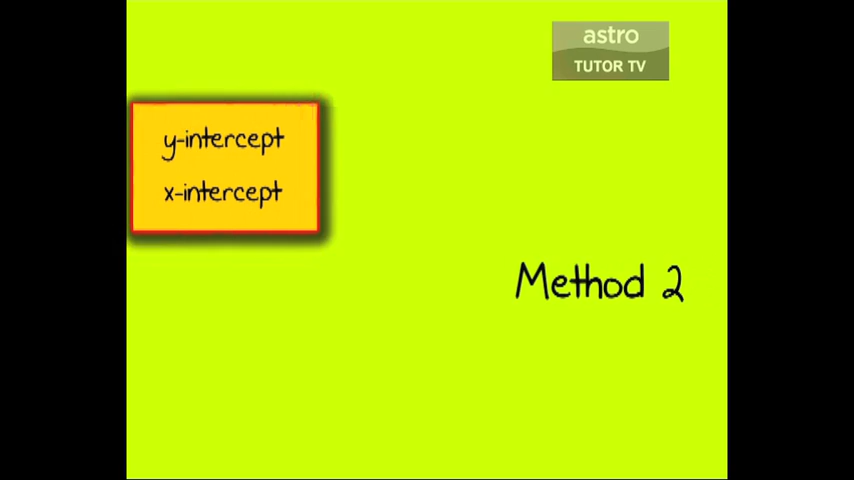 astro
TUTOR TV
y-intercept
x-intercept
Method 2